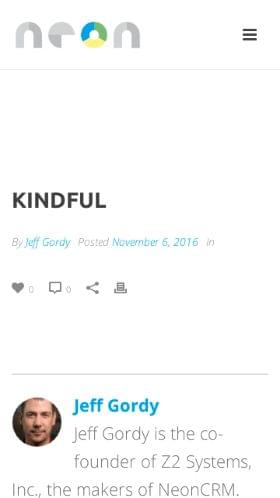 neon
KINDFUL
By Jeff Gordy Posted November 6, 2016 in
0 0
Jeff Gordy
Jeff Gordy is the co-
founder of Z2 Systems,
Inc., the makers of NeonCRM.